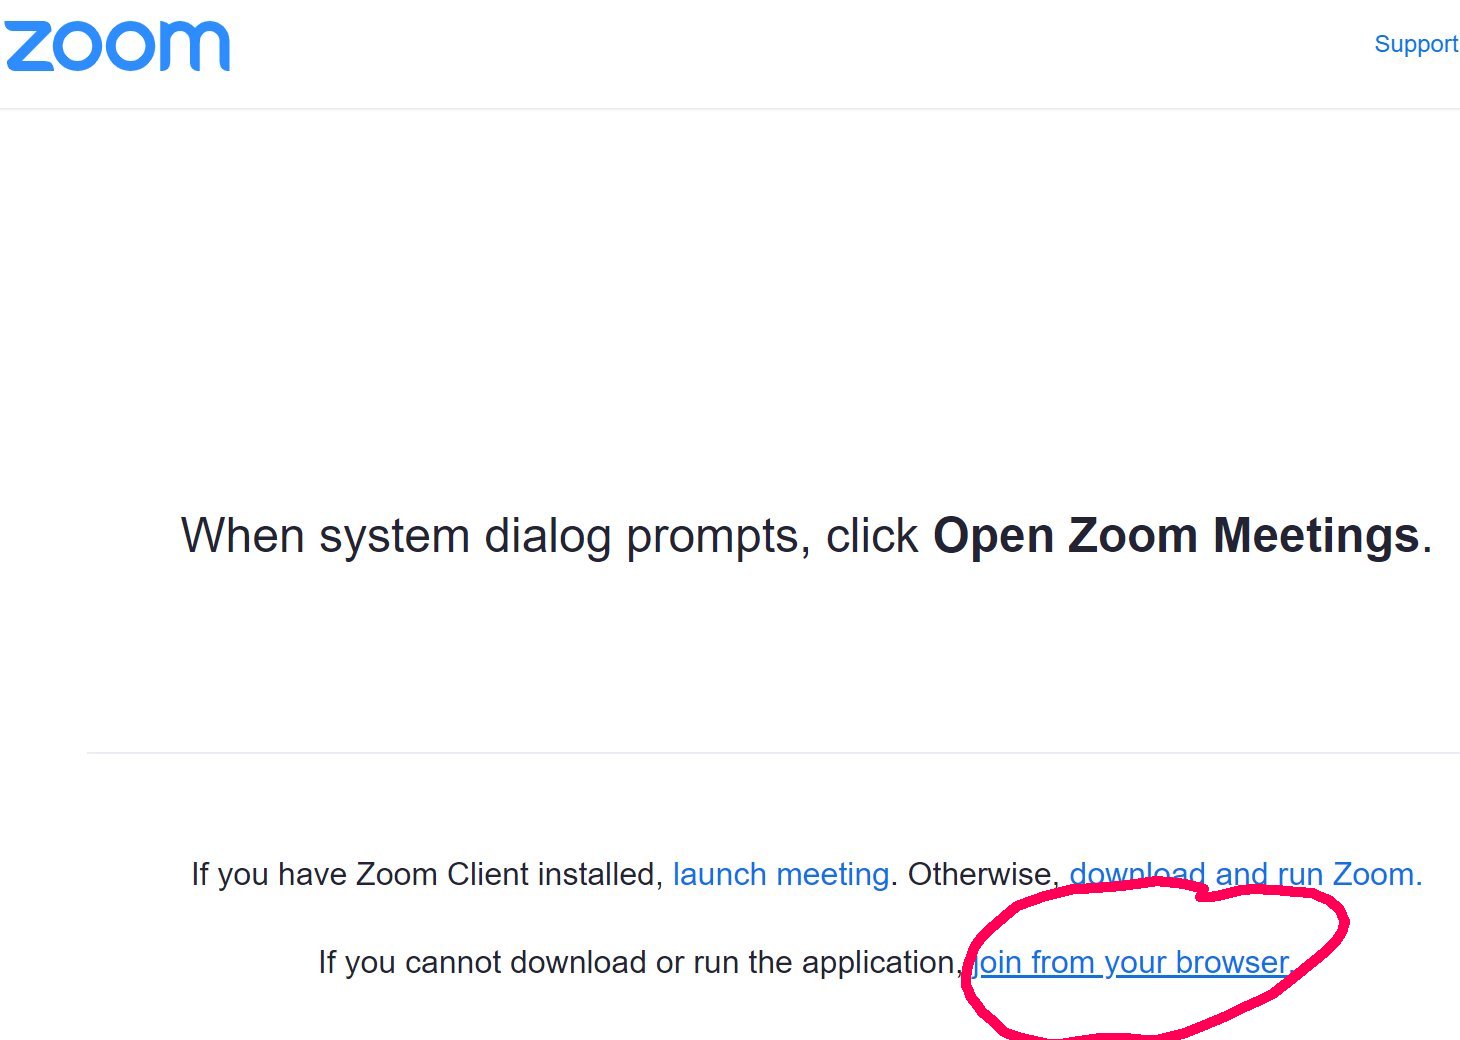 zoom
Support
When system dialog prompts, click Open Zoom Meetings.
If you have Zoom Client installed, launch meeting. Otherwise, download and run Zoom.
If you cannot download or run the application, join from your browser.